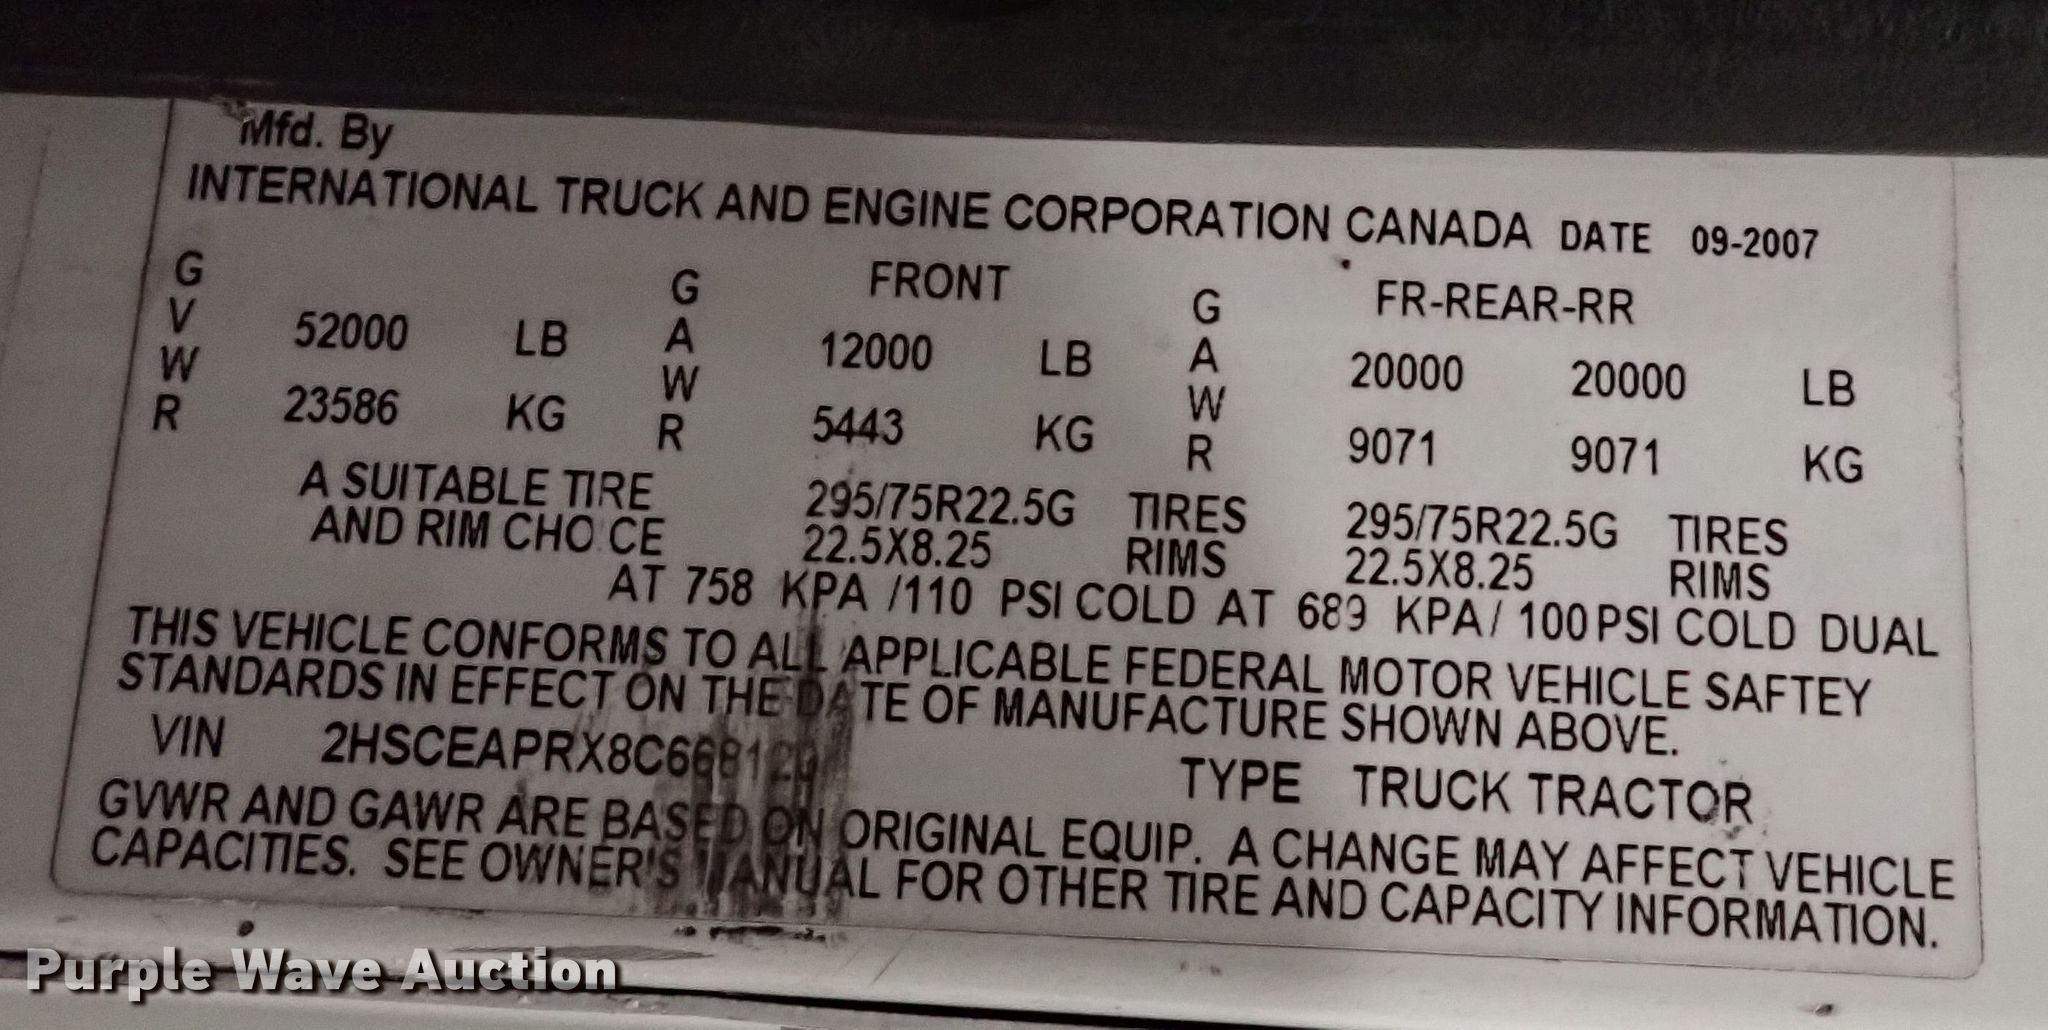 Mfd. By
INTERNATIONAL TRUCK AND ENGINE CORPORATION CANADA DATE 09-2007
GVWR 52000 LB GAWR FRONT 12000 LB GAWR FR-REAR-RR 20000 20000 LB
23586 KG 5443 KG 9071 9071 KG
A SUITABLE TIRE 295/75R22.5G TIRES 295/75R22.5G TIRES
AND RIM CHOICE 22.5X8.25 RIMS 22.5X8.25 RIMS
AT 758 KPA /110 PSI COLD AT 689 KPA/ 100 PSI COLD DUAL
THIS VEHICLE CONFORMS TO ALL APPLICABLE FEDERAL MOTOR VEHICLE SAFTEY
STANDARDS IN EFFECT ON THE DATE OF MANUFACTURE SHOWN ABOVE.
VIN 2HSCEAPRX8C668120 TYPE TRUCK TRACTOR
GVWR AND GAWR ARE BASED ON ORIGINAL EQUIP. A CHANGE MAY AFFECT VEHICLE
CAPACITIES. SEE OWNER'S MANUAL FOR OTHER TIRE AND CAPACITY INFORMATION.
Purple Wave Auction